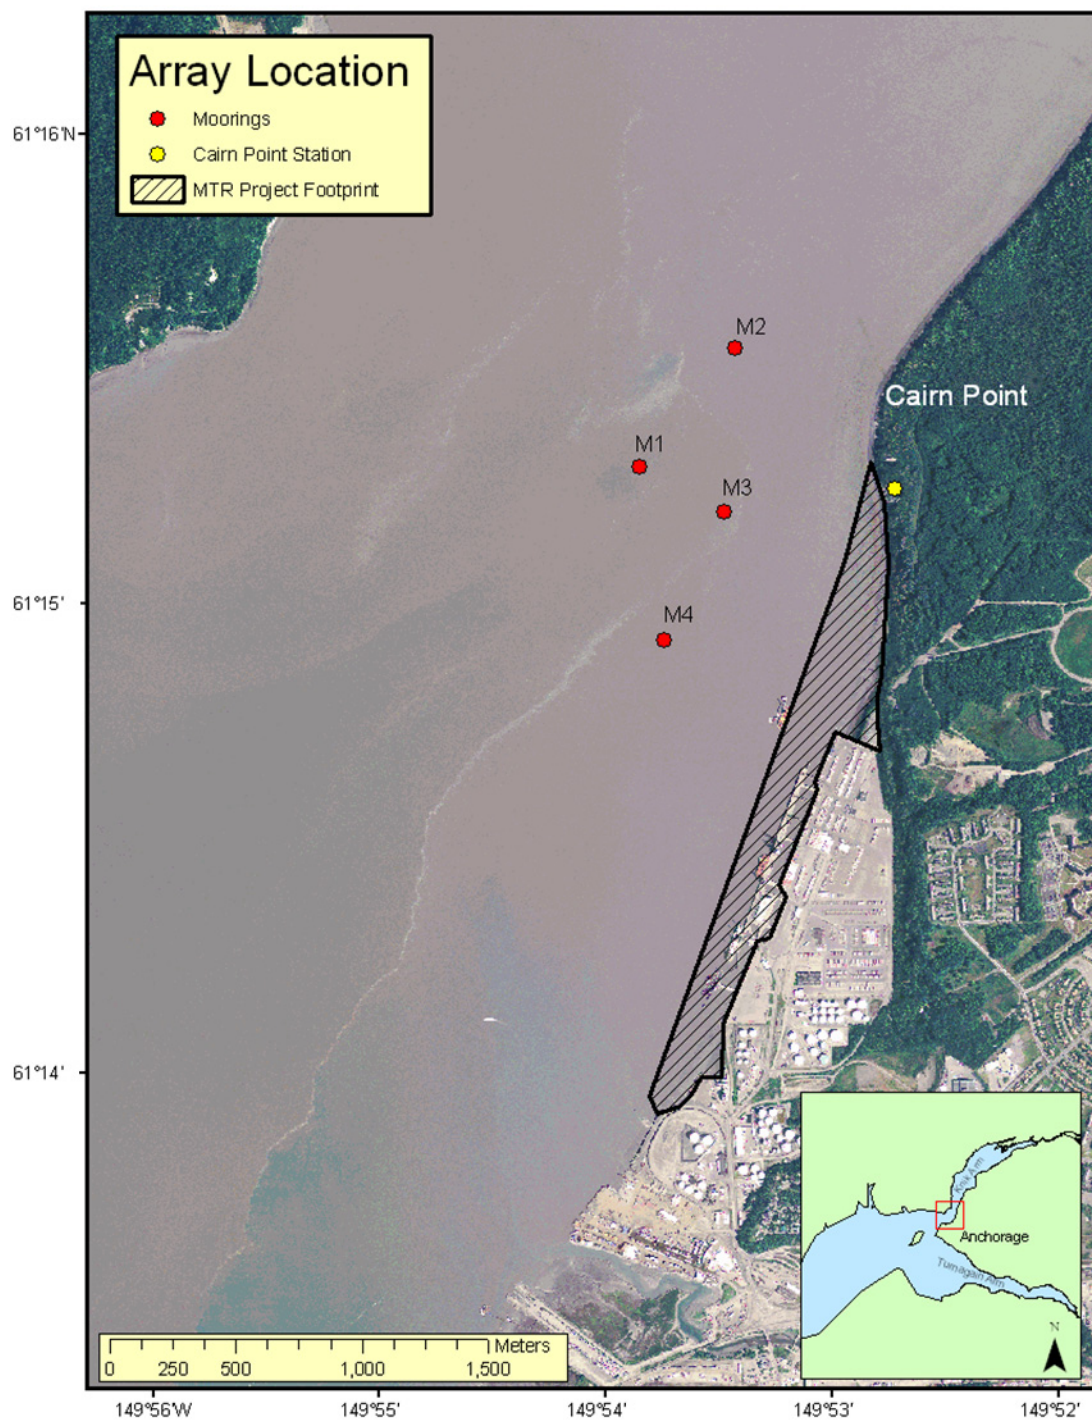 Array Location
Moorings
Cairn Point Station
MTR Project Footprint
61°16'N
M2
Cairn Point
M1
M3
61°15'
M4
61°14'
Knik Arm
Anchorage
Turnagain Arm
N
Meters
0 250 500 1,000 1,500
149°56'W 149°55' 149°54' 149°53' 149°52'